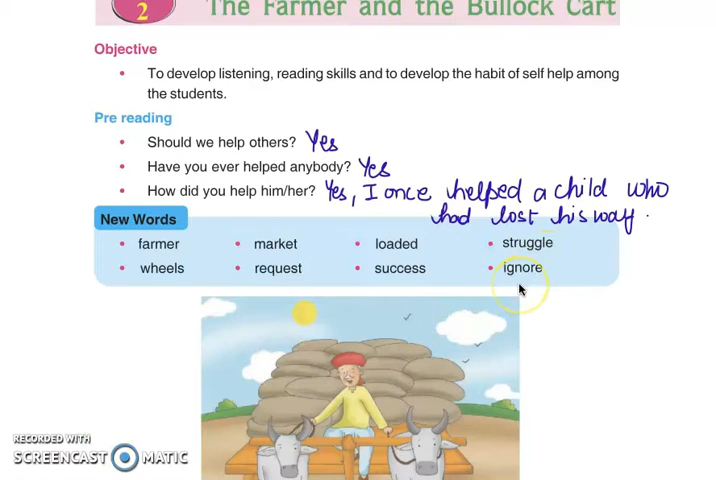 2 The Farmer and the Bullock Cart
Objective
• To develop listening, reading skills and to develop the habit of self help among
the students.
Pre reading
• Should we help others? Yes
• Have you ever helped anybody? Yes
• How did you help him/her? Yes, I once helped a child who
had lost his way.
New Words
• farmer • market • loaded • struggle
• wheels • request • success • ignore
RECORDED WITH
SCREENCAST MATIC